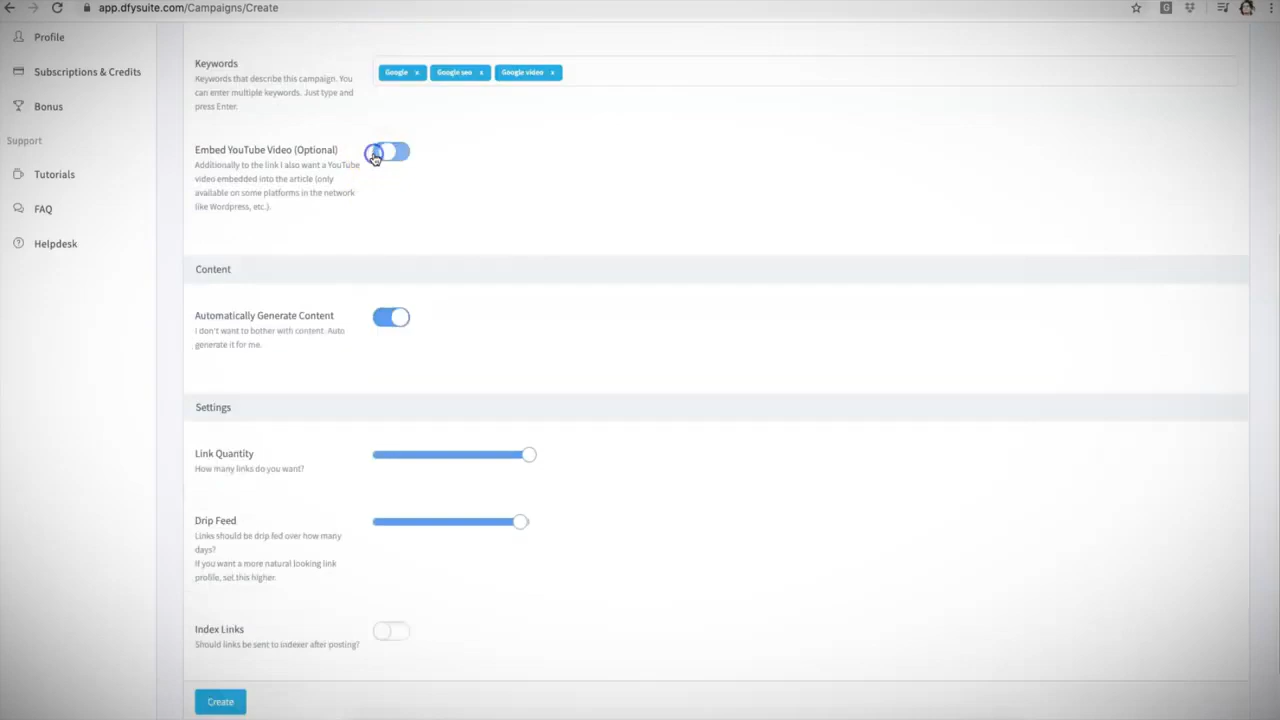 app.dfysuite.com/Campaigns/Create
Profile
Subscriptions & Credits
Bonus
Support
Tutorials
FAQ
Helpdesk
Keywords
Keywords that describe this campaign. You
can enter multiple keywords. Just type and
press Enter.
Google x
Google seo x
Google video x
Embed YouTube Video (Optional)
Additionally to the link I also want a YouTube
video embedded into the article (only
available on some platforms in the network
like Wordpress, etc.).
Content
Automatically Generate Content
I don't want to bother with content. Auto
generate it for me.
Settings
Link Quantity
How many links do you want?
Drip Feed
Links should be drip fed over how many
days?
If you want a more natural looking link
profile, set this higher.
Index Links
Should links be sent to indexer after posting?
Create